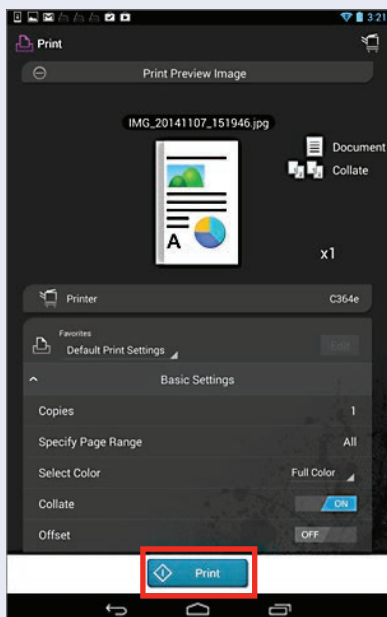 3:21
Print
Print Preview Image
IMG_20141107_151946.jpg
Document
Collate
A
x1
Printer C364e
Favorites
Default Print Settings
Edit
Basic Settings
Copies 1
Specify Page Range All
Select Color Full Color
Collate ON
Offset OFF
Print